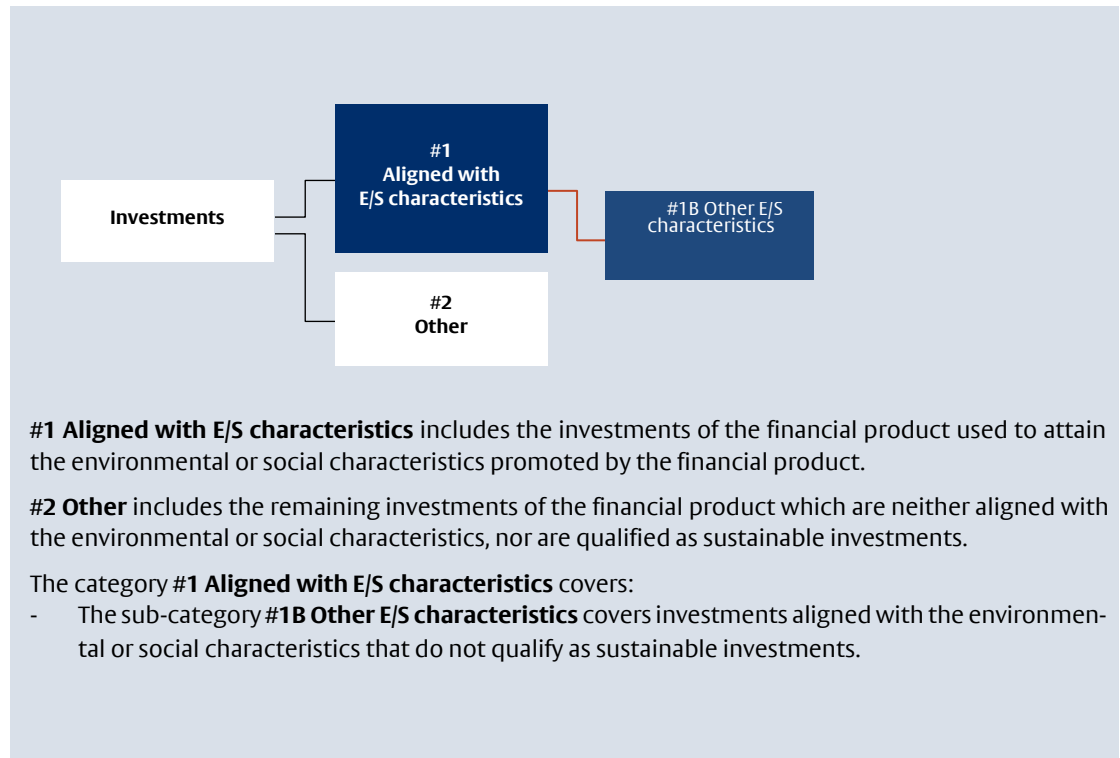 #1
Aligned with
E/S characteristics
Investments
#1B Other E/S
characteristics
#2
Other
#1 Aligned with E/S characteristics includes the investments of the financial product used to attain
the environmental or social characteristics promoted by the financial product.
#2 Other includes the remaining investments of the financial product which are neither aligned with
the environmental or social characteristics, nor are qualified as sustainable investments.
The category #1 Aligned with E/S characteristics covers:
- The sub-category #1B Other E/S characteristics covers investments aligned with the environmen-
tal or social characteristics that do not qualify as sustainable investments.